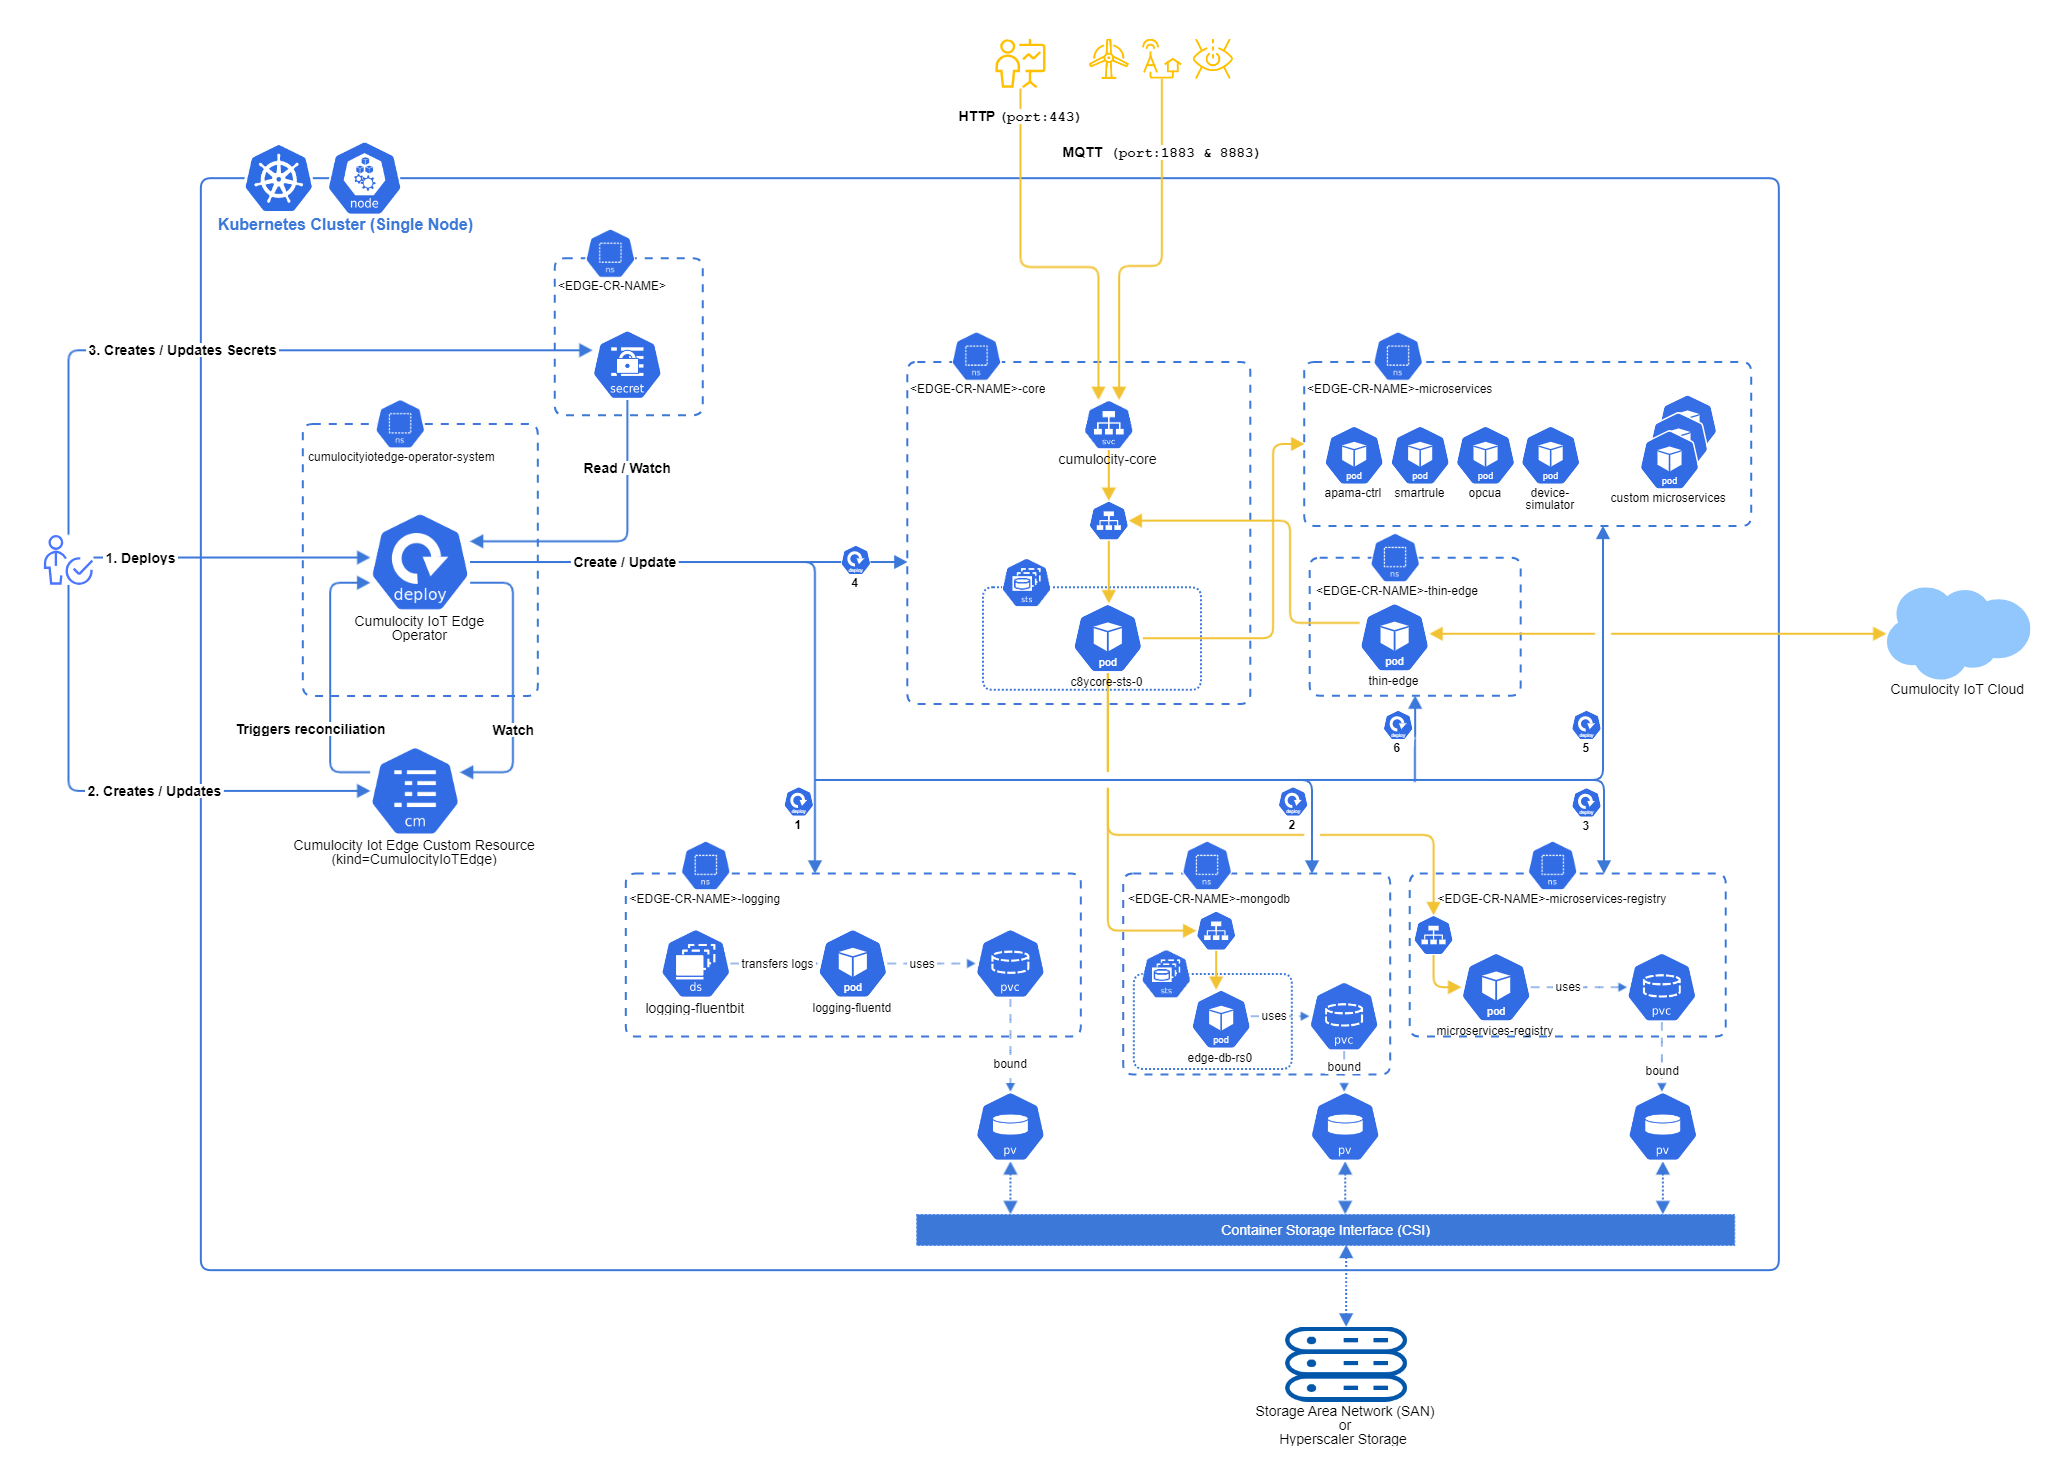 HTTP (port:443)
MQTT (port:1883 & 8883)
node
Kubernetes Cluster (Single Node)
ns
<EDGE-CR-NAME>
3. Creates / Updates Secrets
secret
ns
cumulocityiotedge-operator-system
Read / Watch
1. Deploys
deploy
Cumulocity IoT Edge
Operator
Create / Update
deploy
4
Triggers reconciliation
Watch
2. Creates / Updates
cm
Cumulocity Iot Edge Custom Resource
(kind=CumulocityIoTEdge)
ns
<EDGE-CR-NAME>-core
svc
cumulocity-core
sts
pod
c8ycore-sts-0
ns
<EDGE-CR-NAME>-microservices
pod
apama-ctrl
pod
smartrule
pod
opcua
pod
device-
simulator
pod
custom microservices
ns
<EDGE-CR-NAME>-thin-edge
pod
thin-edge
Cumulocity IoT Cloud
deploy
6
deploy
5
deploy
1
deploy
2
deploy
3
ns
<EDGE-CR-NAME>-logging
ds
logging-fluentbit
transfers logs
pod
logging-fluentd
uses
pvc
bound
pv
ns
<EDGE-CR-NAME>-mongodb
sts
pod
edge-db-rs0
uses
pvc
bound
pv
ns
<EDGE-CR-NAME>-microservices-registry
pod
microservices-registry
uses
pvc
bound
pv
Container Storage Interface (CSI)
Storage Area Network (SAN)
or
Hyperscaler Storage